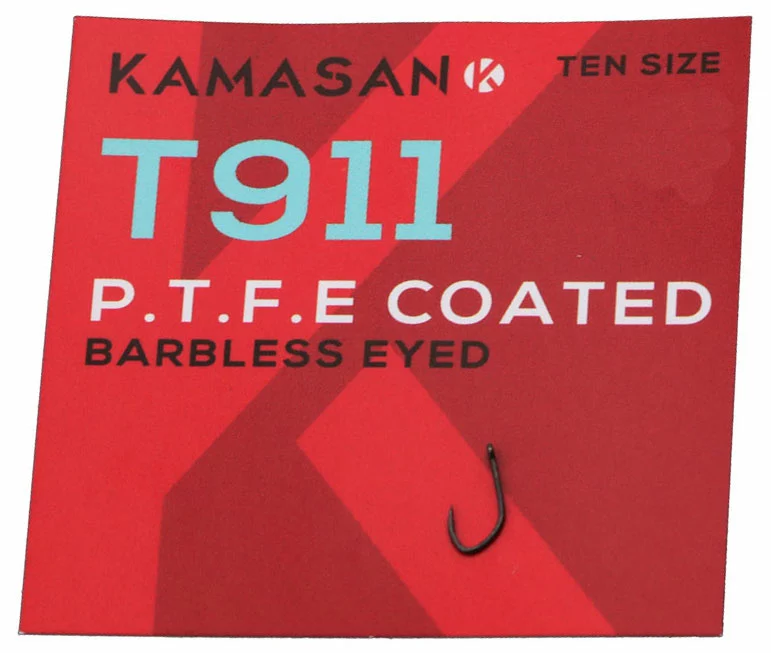 KAMASAN K
TEN SIZE
T911
P.T.F.E COATED
BARBLESS EYED